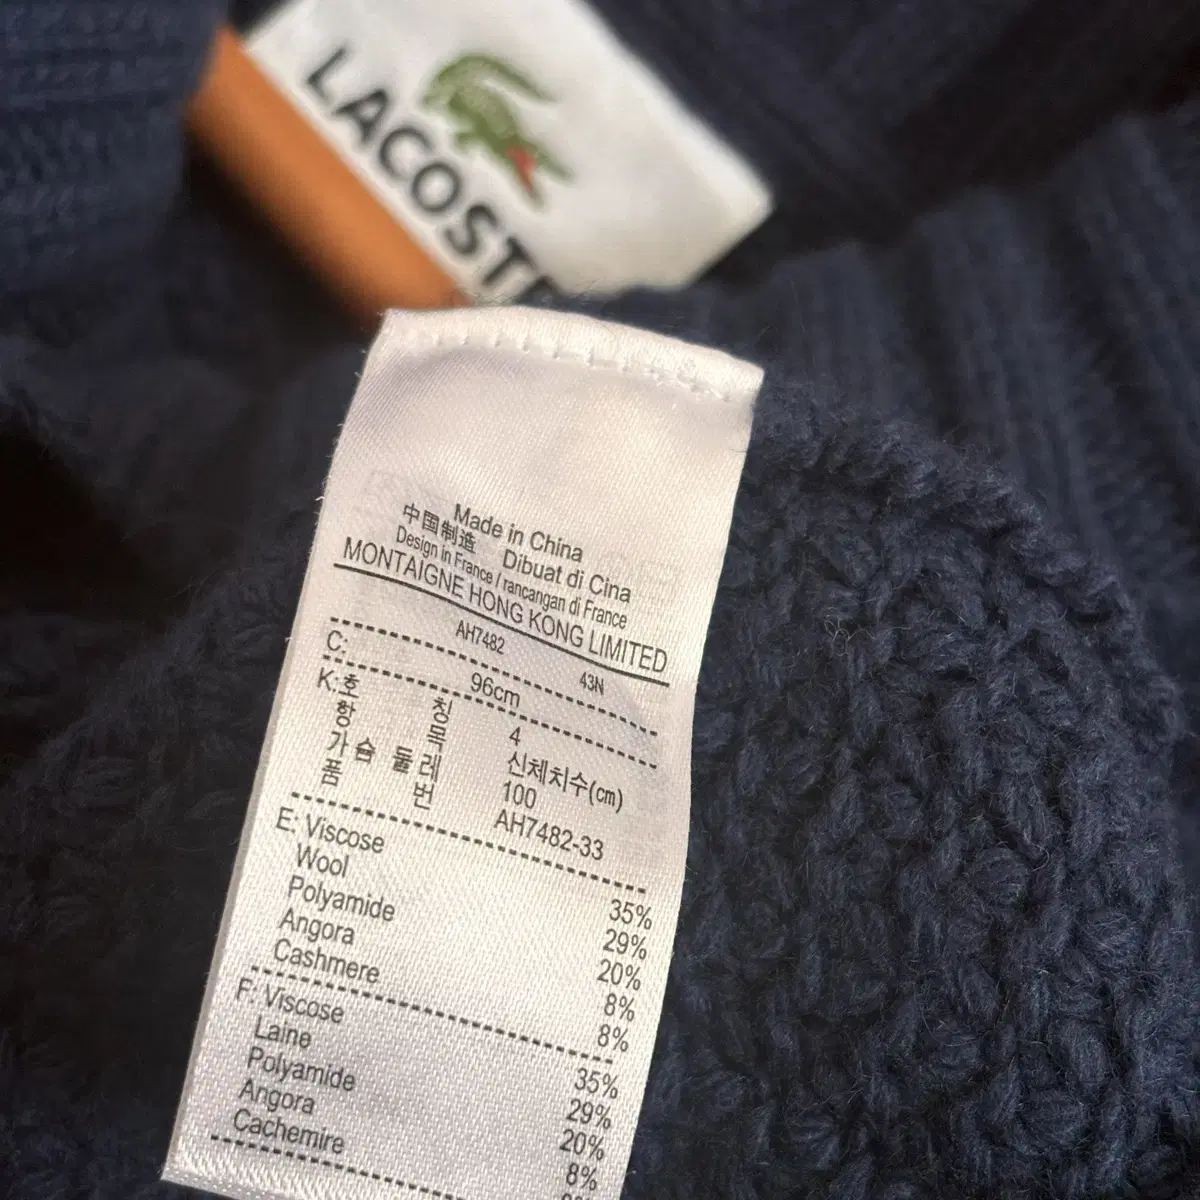 LACOSTE
Made in China
中国制造 Dibuat di Cina
Design in France / rancangan di France
MONTAIGNE HONG KONG LIMITED
AH7482 43N
C: 96cm
K:호 칭 4
항 목 신체치수(cm)
가 슴 둘 레 100
품 번 AH7482-33
E: Viscose 35%
Wool 29%
Polyamide 20%
Angora 8%
Cashmere 8%
F: Viscose 35%
Laine 29%
Polyamide 20%
Angora 8%
Cachemire